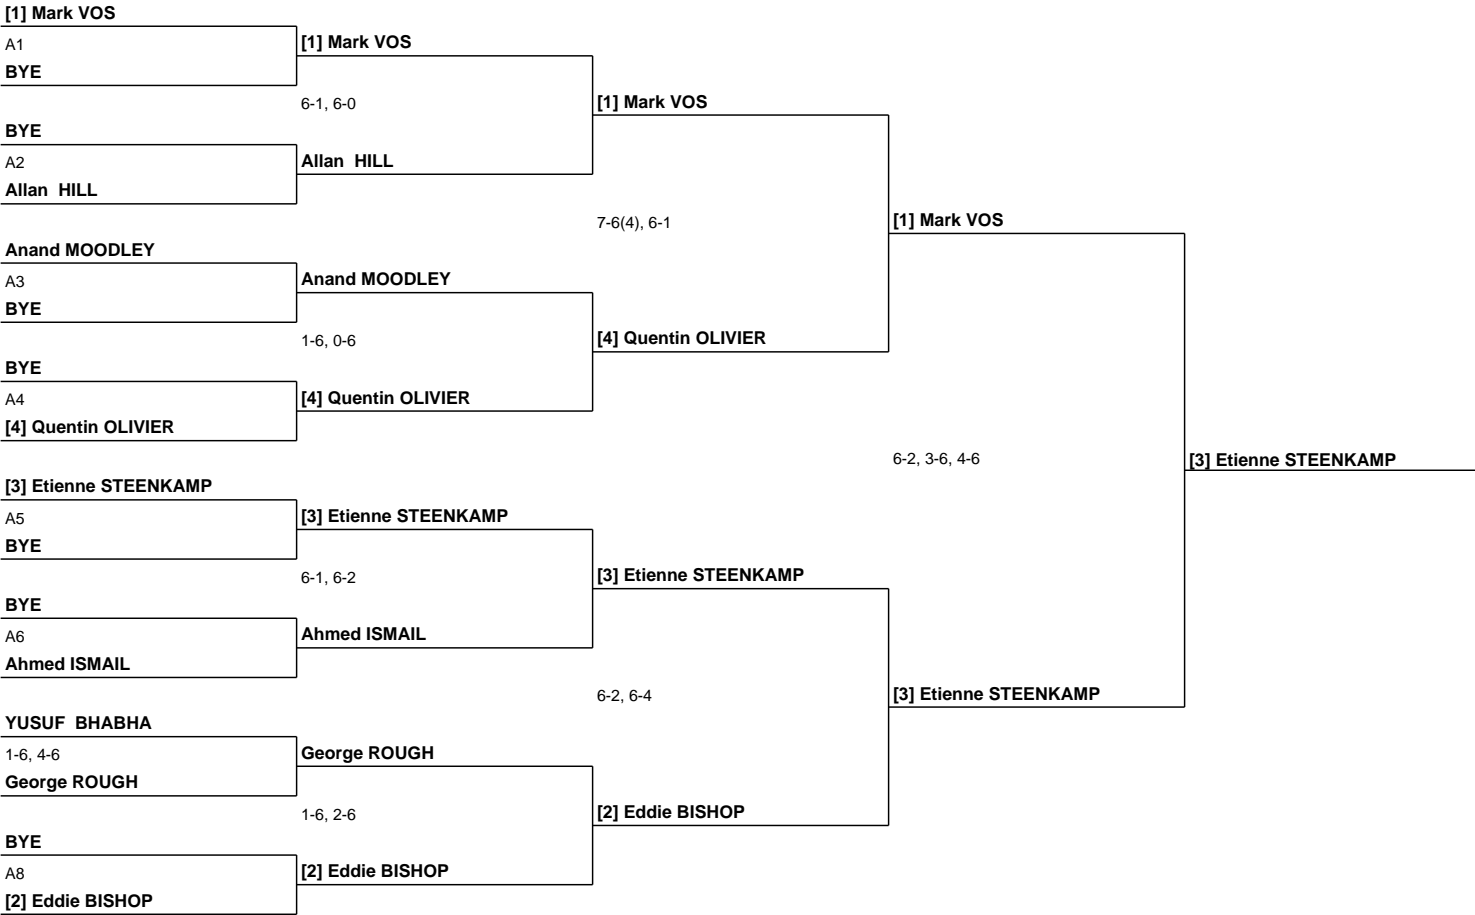 [1] Mark VOS
A1
BYE
BYE
A2
Allan  HILL
Anand MOODLEY
A3
BYE
BYE
A4
[4] Quentin OLIVIER
[3] Etienne STEENKAMP
A5
BYE
BYE
A6
Ahmed ISMAIL
YUSUF  BHABHA
1-6, 4-6
George ROUGH
BYE
A8
[2] Eddie BISHOP
[1] Mark VOS
6-1, 6-0
Allan  HILL
Anand MOODLEY
1-6, 0-6
[4] Quentin OLIVIER
[3] Etienne STEENKAMP
6-1, 6-2
Ahmed ISMAIL
George ROUGH
1-6, 2-6
[2] Eddie BISHOP
[1] Mark VOS
7-6(4), 6-1
[4] Quentin OLIVIER
[3] Etienne STEENKAMP
6-2, 6-4
[2] Eddie BISHOP
[1] Mark VOS
6-2, 3-6, 4-6
[3] Etienne STEENKAMP
[3] Etienne STEENKAMP